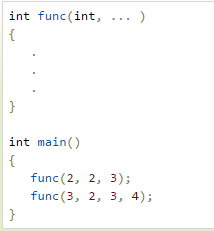 int func(int, ... )
{
   .
   .
   .
}

int main()
{
   func(2, 2, 3);
   func(3, 2, 3, 4);
}